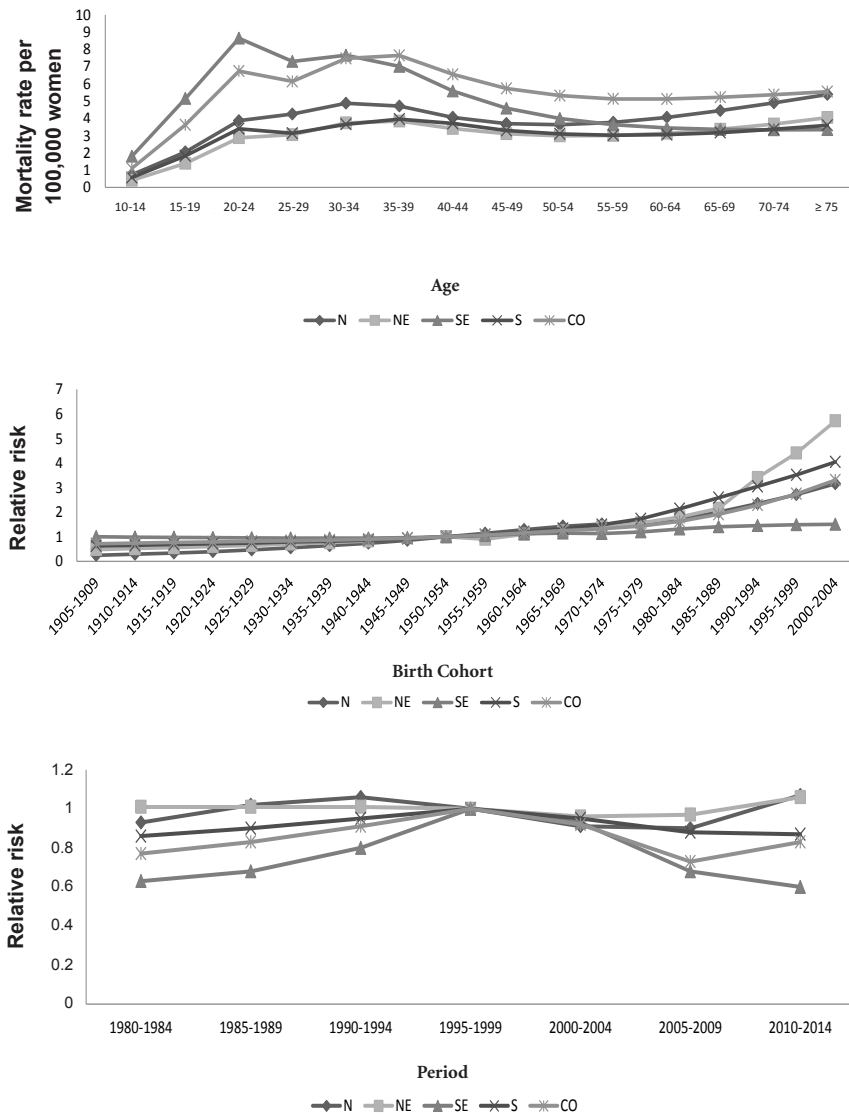 10
9
8
7
6
5
4
3
2
1
0
Mortality rate per
100,000 women
10-14 15-19 20-24 25-29 30-34 35-39 40-44 45-49 50-54 55-59 60-64 65-69 70-74 ≥ 75
Age
N NE SE S CO
7
6
5
4
3
2
1
0
Relative risk
1905-1909 1910-1914 1915-1919 1920-1924 1925-1929 1930-1934 1935-1939 1940-1944 1945-1949 1950-1954 1955-1959 1960-1964 1965-1969 1970-1974 1975-1979 1980-1984 1985-1989 1990-1994 1995-1999 2000-2004
Birth Cohort
N NE SE S CO
1.2
1
0.8
0.6
0.4
0.2
0
Relative risk
1980-1984 1985-1989 1990-1994 1995-1999 2000-2004 2005-2009 2010-2014
Period
N NE SE S CO